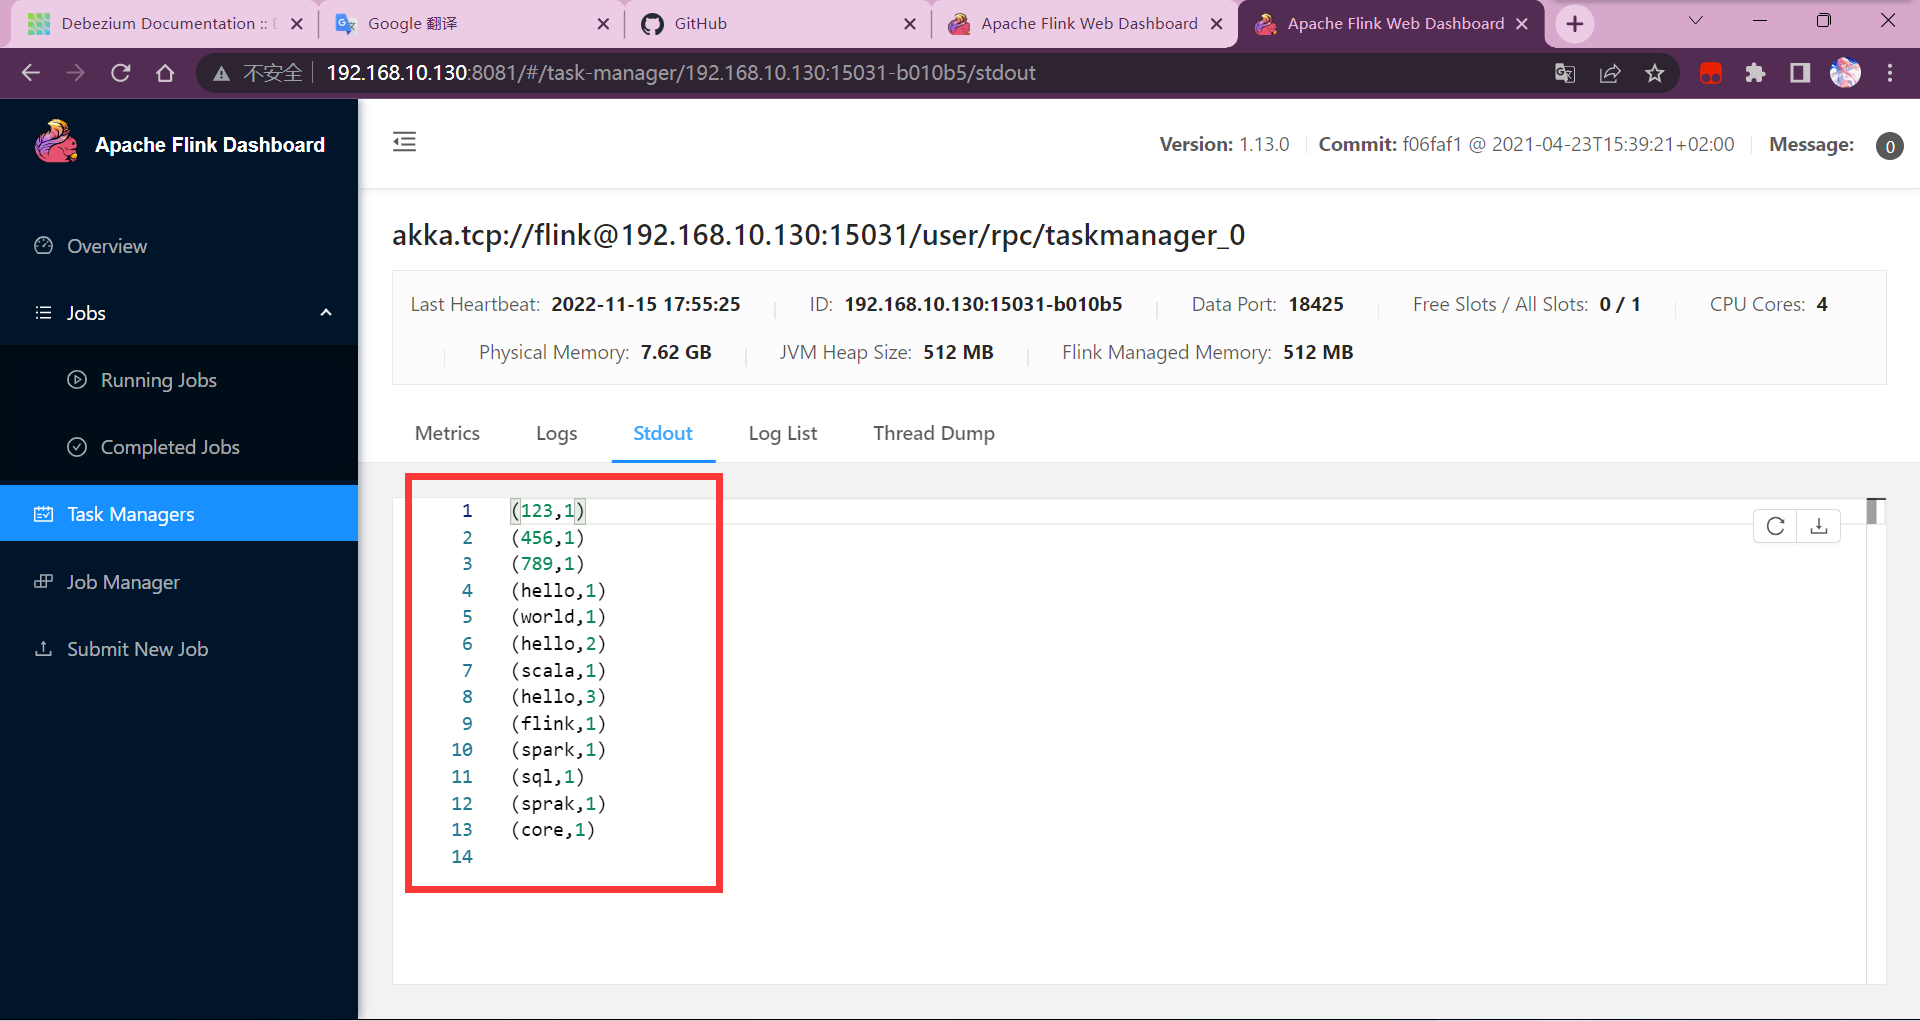 Debezium Documentation ::
Google 翻译
GitHub
Apache Flink Web Dashboard
Apache Flink Web Dashboard
不安全
192.168.10.130:8081/#/task-manager/192.168.10.130:15031-b010b5/stdout
Apache Flink Dashboard
Version: 1.13.0 Commit: f06faf1 @ 2021-04-23T15:39:21+02:00 Message: 0
Overview
Jobs
Running Jobs
Completed Jobs
Task Managers
Job Manager
Submit New Job
akka.tcp://flink@192.168.10.130:15031/user/rpc/taskmanager_0
Last Heartbeat: 2022-11-15 17:55:25 ID: 192.168.10.130:15031-b010b5 Data Port: 18425 Free Slots / All Slots: 0 / 1 CPU Cores: 4
Physical Memory: 7.62 GB JVM Heap Size: 512 MB Flink Managed Memory: 512 MB
Metrics Logs Stdout Log List Thread Dump
1 (123,1)
2 (456,1)
3 (789,1)
4 (hello,1)
5 (world,1)
6 (hello,2)
7 (scala,1)
8 (hello,3)
9 (flink,1)
10 (spark,1)
11 (sql,1)
12 (sprak,1)
13 (core,1)
14